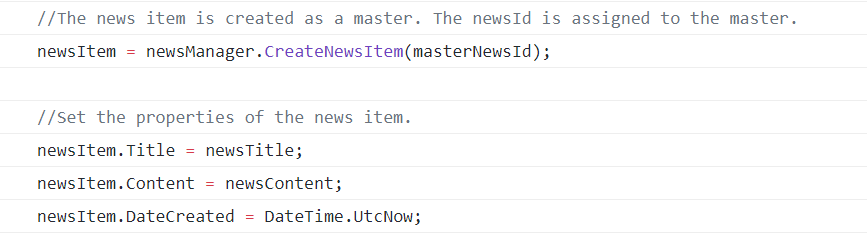 //The news item is created as a master. The newsId is assigned to the master.
newsItem = newsManager.CreateNewsItem(masterNewsId);
//Set the properties of the news item.
newsItem.Title = newsTitle;
newsItem.Content = newsContent;
newsItem.DateCreated = DateTime.UtcNow;